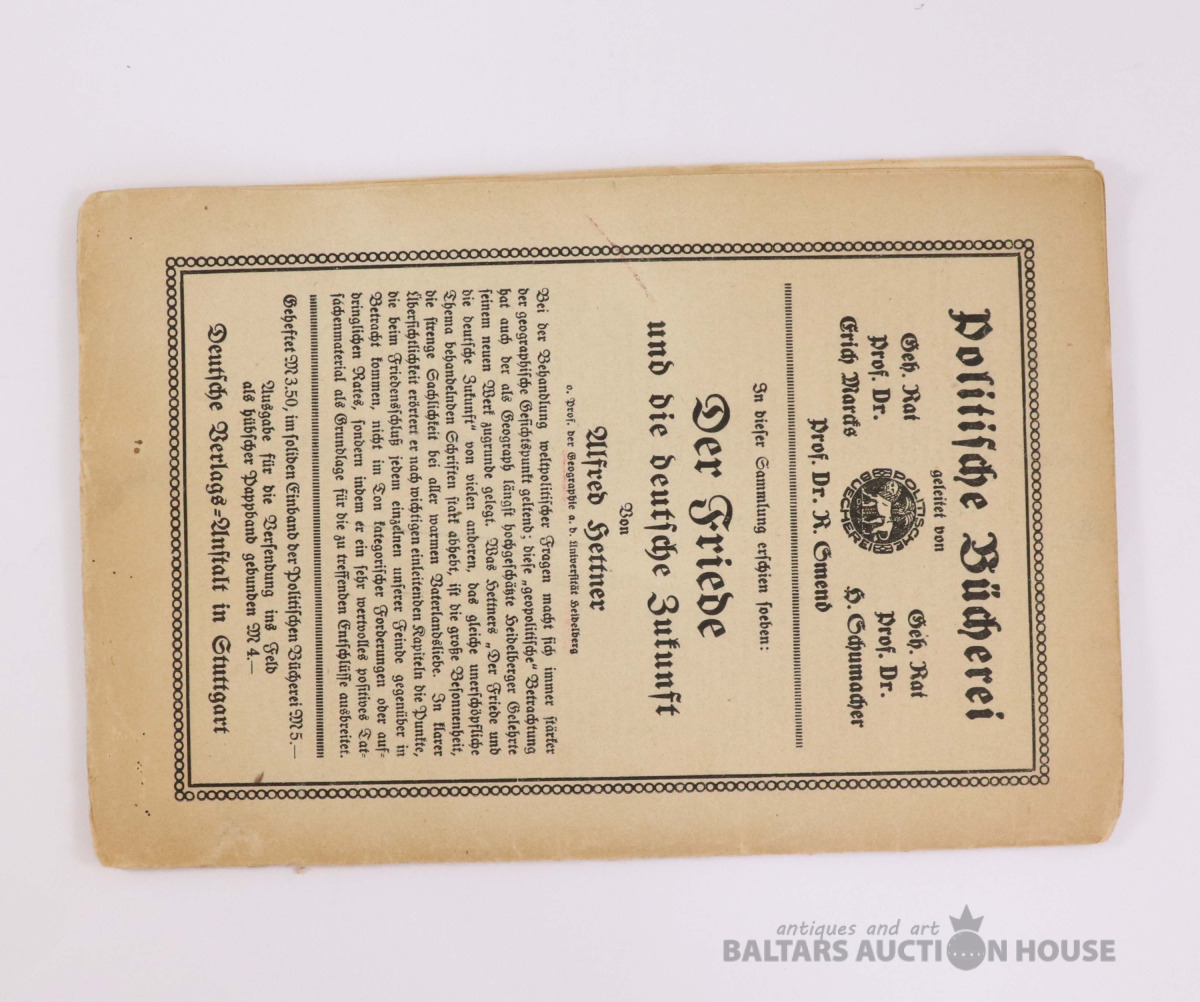 Politische Bücherei
geleitet von
Geh. Rat
Prof. Dr.
Erich Marcks
POLITISCHE BUECHEREI
Geh. Rat
Prof. Dr.
H. Schumacher
Prof. Dr. R. Smend
In dieser Sammlung erschien soeben:
Der Friede
und die deutsche Zukunft
Von
Alfred Hettner
o. Prof. der Geographie a. d. Universität Heidelberg
Bei der Behandlung weltpolitischer Fragen macht sich immer stärker
der geographische Gesichtspunkt geltend; diese „geopolitische“ Betrachtung
hat auch der als Geograph längst hochgeschätzte Heidelberger Gelehrte
seinem neuen Werk zugrunde gelegt. Was Hettners „Der Friede und
die deutsche Zukunft“ von vielen anderen, das gleiche unerschöpfliche
Thema behandelnden Schriften stakt abhebt, ist die große Besonnenheit,
die strenge Sachlichkeit bei aller warmen Vaterlandsliebe. In klarer
Übersichtlichkeit erörtert er nach wichtigen einleitenden Kapiteln die Punkte,
die beim Friedensschluß jedem einzelnen unserer Feinde gegenüber in
Betracht kommen, nicht im Ton kategorischer Forderungen oder auf-
dringlichen Rates, sondern indem er ein sehr wertvolles positives Tat-
sachenmaterial als Grundlage für die zu treffenden Entschlüsse ausbreitet.
Geheftet M 3.50, im soliden Einband der Politischen Bücherei M 5.—
Ausgabe für die Versendung ins Feld
als hübscher Pappband gebunden M 4.—
Deutsche Verlags-Anstalt in Stuttgart
antiques and art
BALTARS AUCTION HOUSE